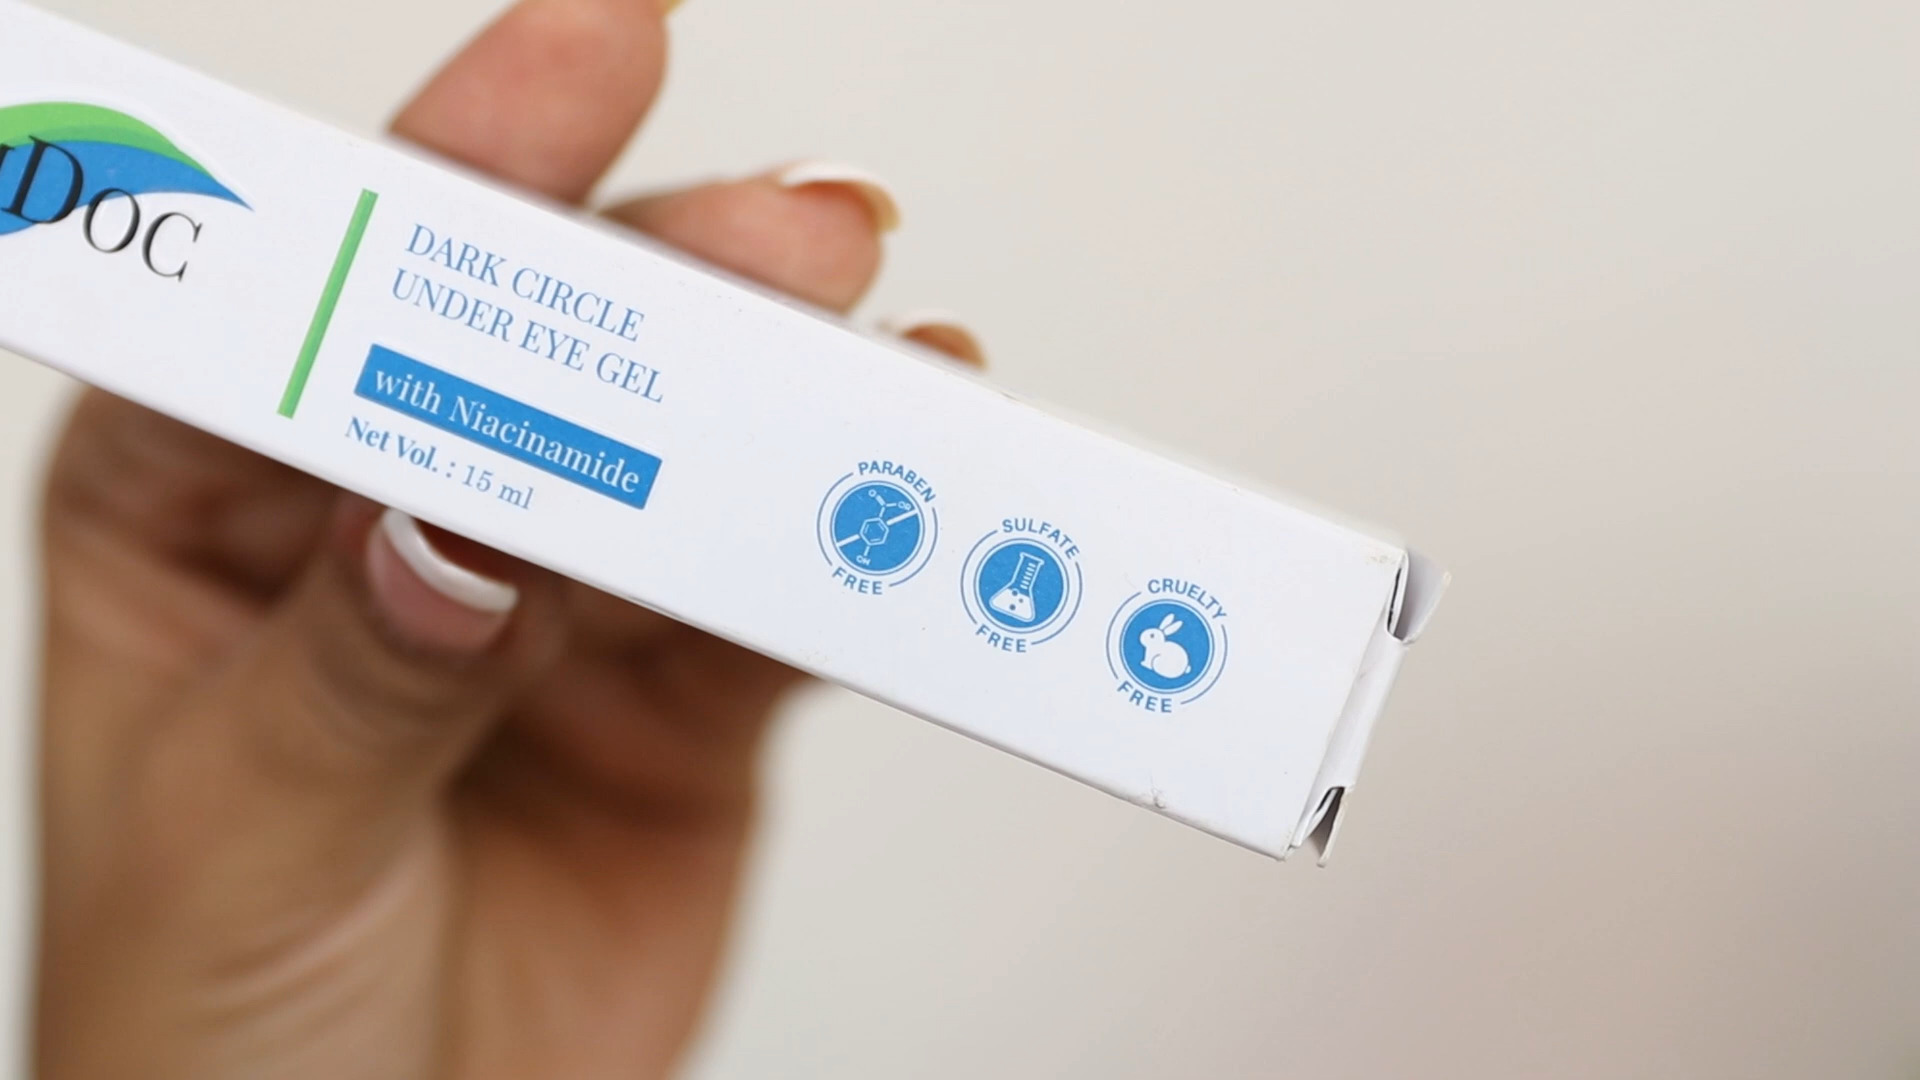 DOC
DARK CIRCLE
UNDER EYE GEL
with Niacinamide
Net Vol. : 15 ml
PARABEN
FREE
SULFATE
FREE
CRUELTY
FREE